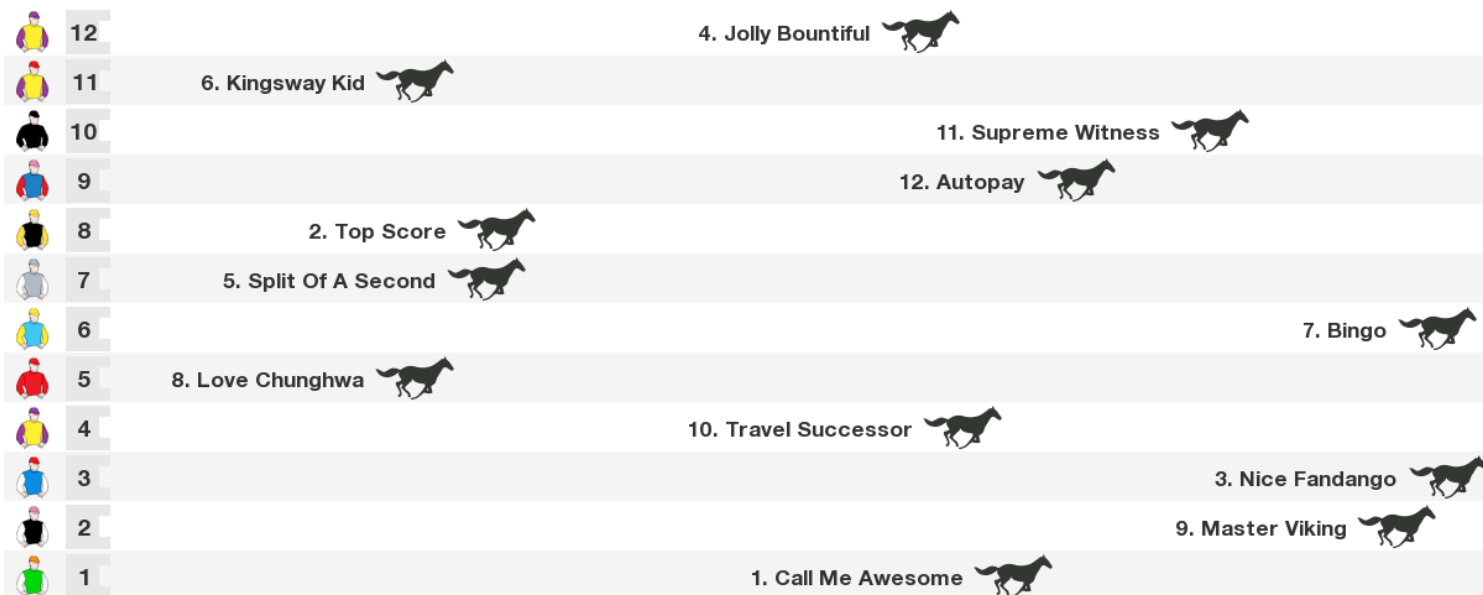 12 4. Jolly Bountiful
11 6. Kingsway Kid
10 11. Supreme Witness
9 12. Autopay
8 2. Top Score
7 5. Split Of A Second
6 7. Bingo
5 8. Love Chunghwa
4 10. Travel Successor
3 3. Nice Fandango
2 9. Master Viking
1 1. Call Me Awesome